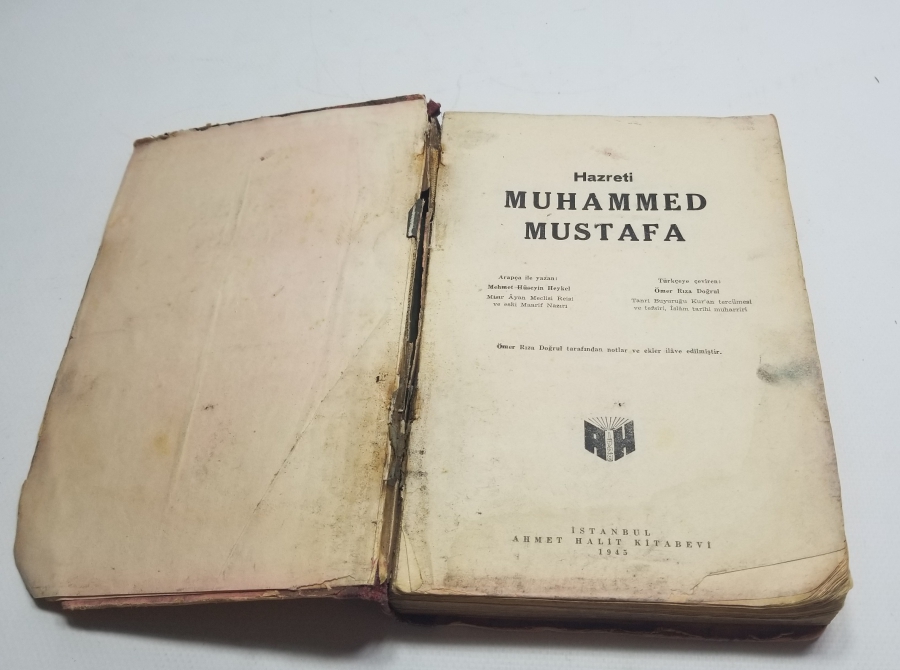 Hazreti
MUHAMMED
MUSTAFA
Arapça ile yazan:
Mehmet Hüseyin Heykel
Mısır Âyan Meclisi Reisi
ve eski Maarif Nazırı
Türkçeye çeviren:
Ömer Rıza Doğrul
Tanrı Buyruğu Kur'an tercümesi
ve tefsiri, İslâm tarihi muharriri
Ömer Rıza Doğrul tarafından notlar ve ekler ilâve edilmiştir.
AH
İSTANBUL
AHMET HALİT KİTABEVİ
1945